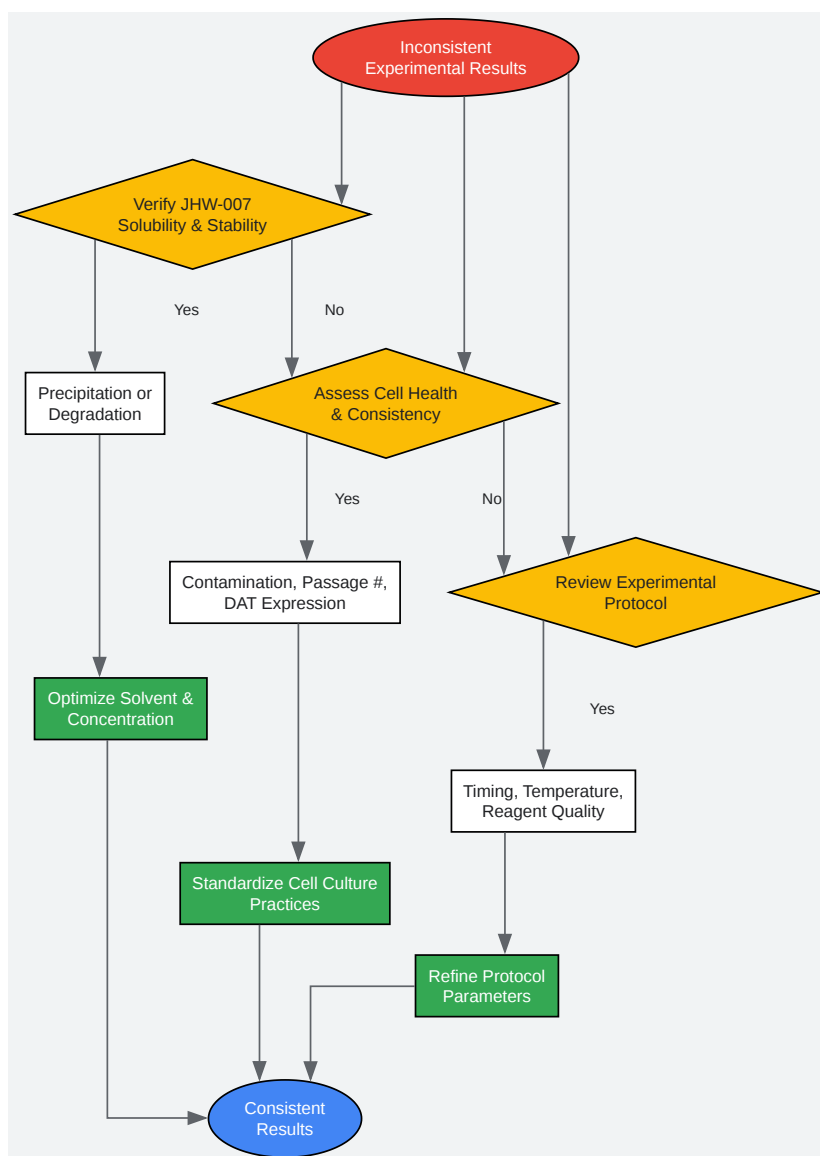 Inconsistent
Experimental Results
Verify JHW-007
Solubility & Stability
Yes
No
Precipitation or
Degradation
Assess Cell Health
& Consistency
Yes
No
Contamination, Passage #,
DAT Expression
Review Experimental
Protocol
Optimize Solvent &
Concentration
Yes
Timing, Temperature,
Reagent Quality
Standardize Cell Culture
Practices
Refine Protocol
Parameters
Consistent
Results